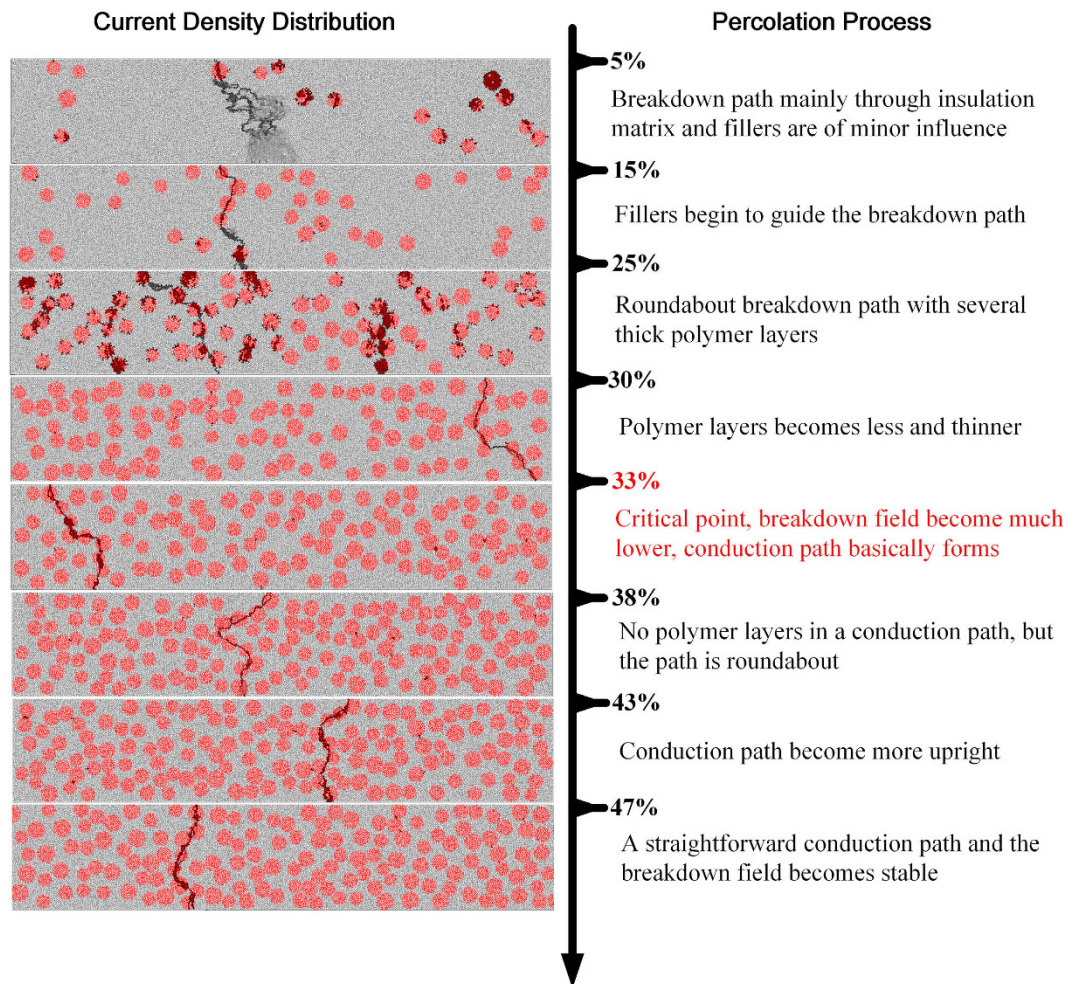 Current Density Distribution
Percolation Process
5%
Breakdown path mainly through insulation
matrix and fillers are of minor influence
15%
Fillers begin to guide the breakdown path
25%
Roundabout breakdown path with several
thick polymer layers
30%
Polymer layers becomes less and thinner
33%
Critical point, breakdown field become much
lower, conduction path basically forms
38%
No polymer layers in a conduction path, but
the path is roundabout
43%
Conduction path become more upright
47%
A straightforward conduction path and the
breakdown field becomes stable